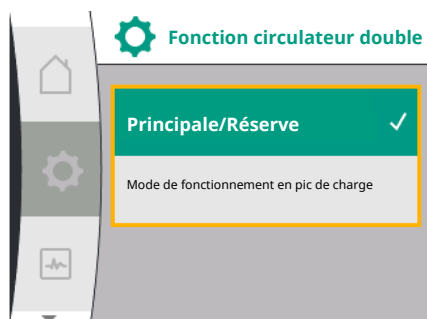 Fonction circulateur double
Principale/Réserve
Mode de fonctionnement en pic de charge